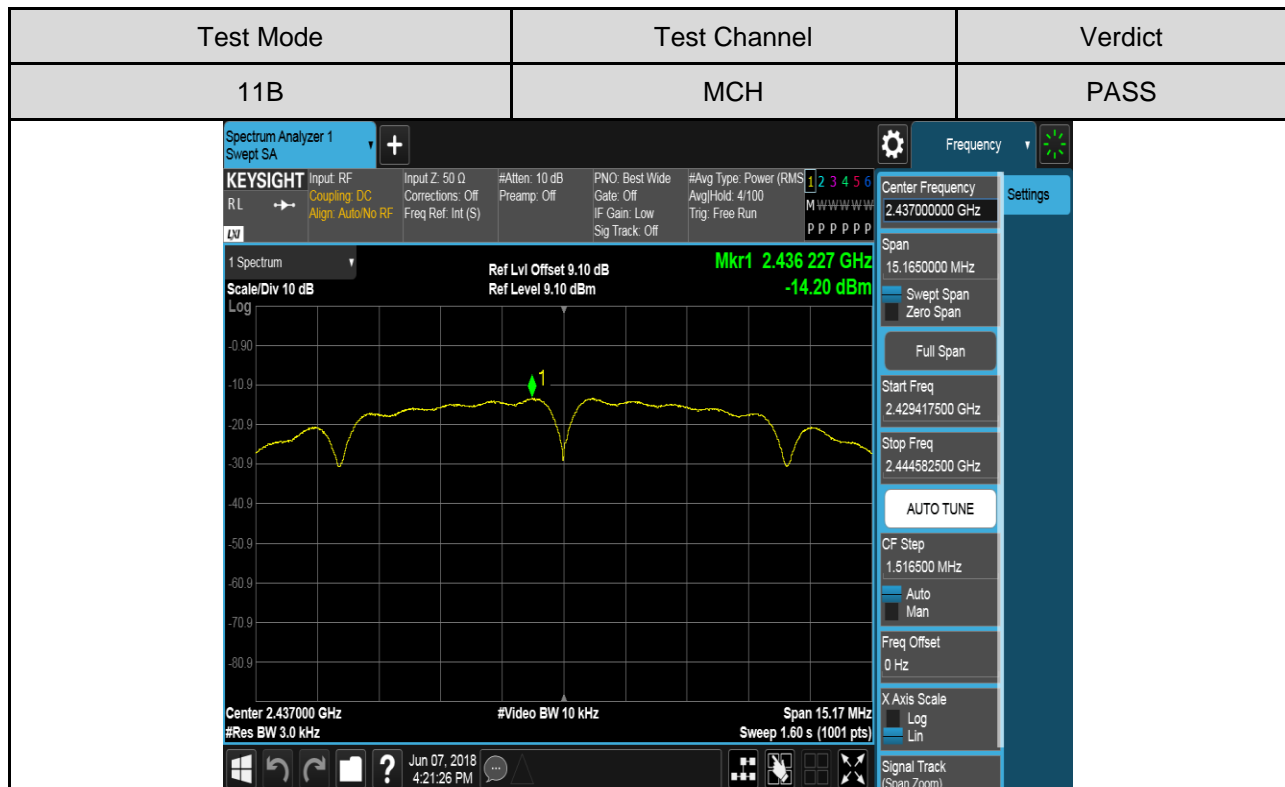 Test Mode Test Channel Verdict
11B MCH PASS
Spectrum Analyzer 1
Swept SA
+
Frequency
KEYSIGHT
RL
LXI
Input: RF
Coupling: DC
Align: Auto/No RF
Input Z: 50 Ω
Corrections: Off
Freq Ref: Int (S)
#Atten: 10 dB
Preamp: Off
PNO: Best Wide
Gate: Off
IF Gain: Low
Sig Track: Off
#Avg Type: Power (RMS
Avg|Hold: 4/100
Trig: Free Run
1 2 3 4 5 6
M W W W W W
P P P P P P
1 Spectrum
Scale/Div 10 dB
Ref Lvl Offset 9.10 dB
Ref Level 9.10 dBm
Mkr1 2.436 227 GHz
-14.20 dBm
Log
1
-0.90
-10.9
-20.9
-30.9
-40.9
-50.9
-60.9
-70.9
-80.9
Center 2.437000 GHz
#Res BW 3.0 kHz
#Video BW 10 kHz
Span 15.17 MHz
Sweep 1.60 s (1001 pts)
Jun 07, 2018
4:21:26 PM
?
Center Frequency
2.437000000 GHz
Settings
Span
15.1650000 MHz
Swept Span
Zero Span
Full Span
Start Freq
2.429417500 GHz
Stop Freq
2.444582500 GHz
AUTO TUNE
CF Step
1.516500 MHz
Auto
Man
Freq Offset
0 Hz
X Axis Scale
Log
Lin
Signal Track
(Span Zoom)